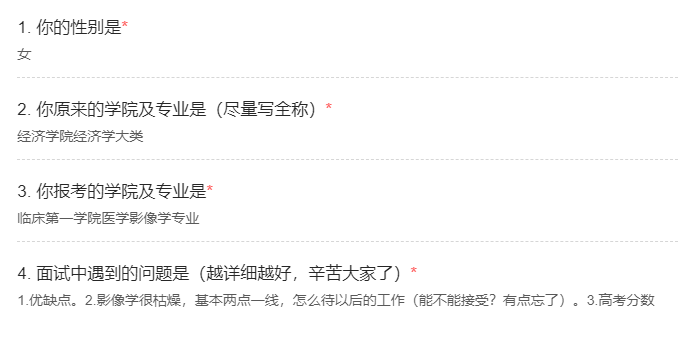 1. 你的性别是*
女
2. 你原来的学院及专业是（尽量写全称）*
经济学院经济学大类
3. 你报考的学院及专业是*
临床第一学院医学影像学专业
4. 面试中遇到的问题是（越详细越好，辛苦大家了）*
1.优缺点。2.影像学很枯燥，基本两点一线，怎么待以后的工作（能不能接受？有点忘了）。3.高考分数